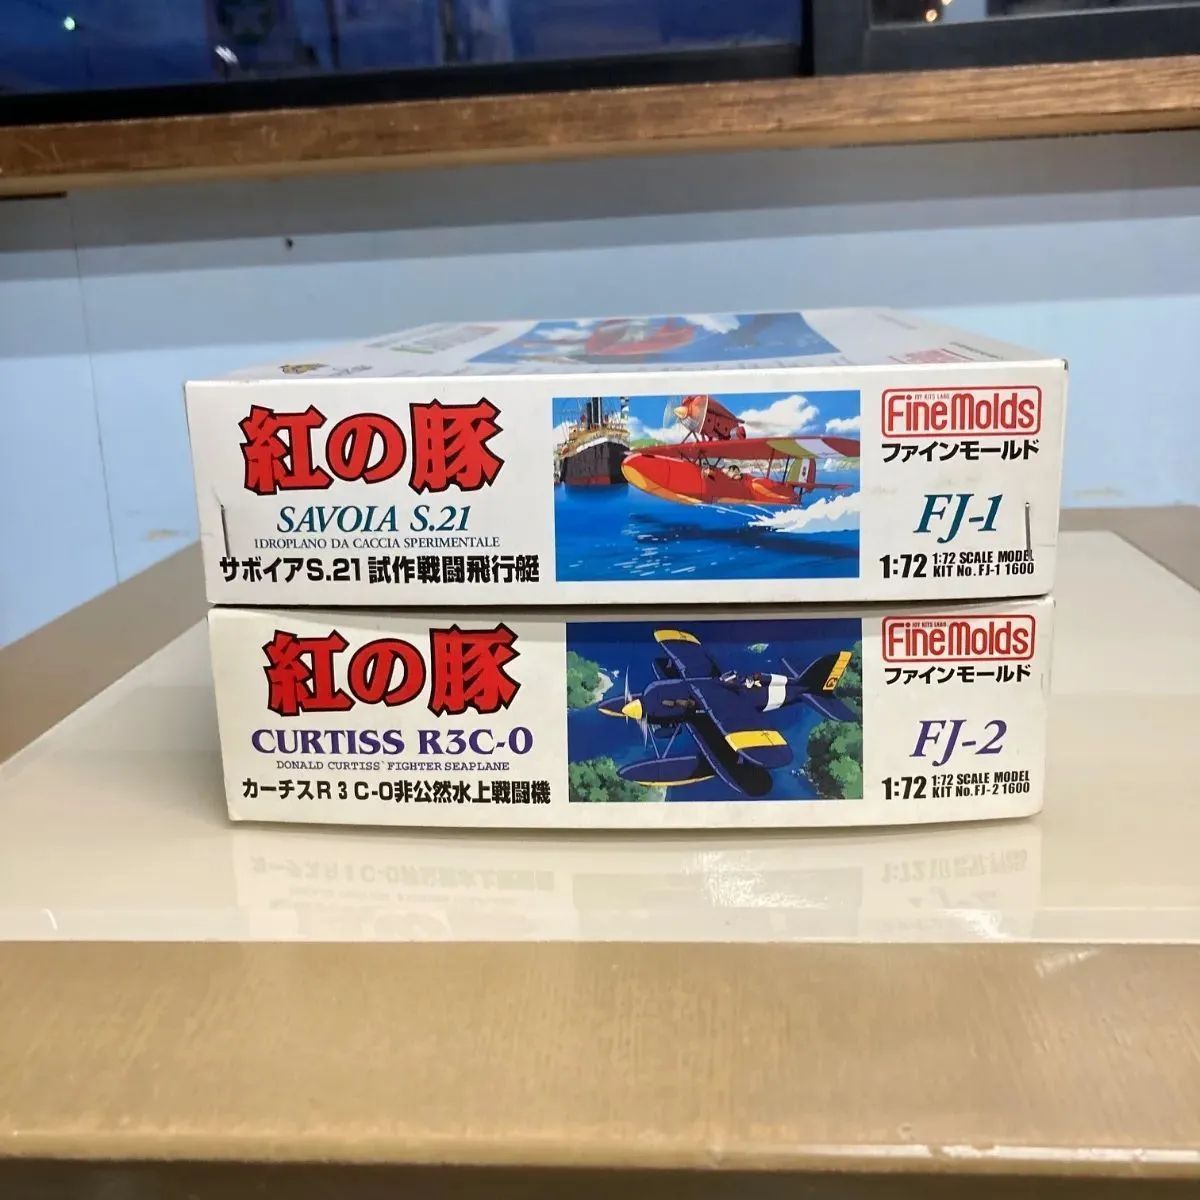 紅の豚
SAVOIA S.21
IDROPLANO DA CACCIA SPERIMENTALE
サボイアS.21 試作戦闘飛行艇
FineMolds
ファインモールド
FJ-1
1:72 1:72 SCALE MODEL
KIT No. FJ-1 1600
紅の豚
CURTISS R3C-0
DONALD CURTISS' FIGHTER SEAPLANE
カーチスR3C-0非公然水上戦闘機
FineMolds
ファインモールド
FJ-2
1:72 1:72 SCALE MODEL
KIT No. FJ-2 1600